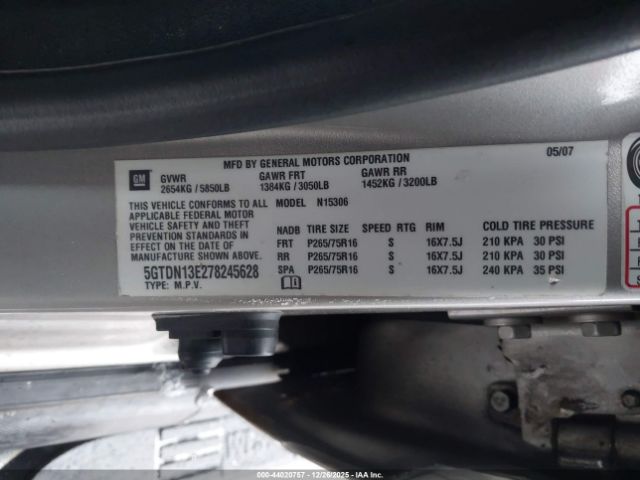 MFD BY GENERAL MOTORS CORPORATION 05/07
GM
GVWR GAWR FRT GAWR RR
2654KG / 5850LB 1384KG / 3050LB 1452KG / 3200LB
THIS VEHICLE CONFORMS TO ALL
APPLICABLE FEDERAL MOTOR
VEHICLE SAFETY, BUMPER, AND
THEFT PREVENTION STANDARDS IN
EFFECT ON THE DATE OF
MANUFACTURE SHOWN ABOVE.
5GTDN13E278245628
TYPE: M.P.V.
MODEL N15306
NADB TIRE SIZE SPEED RTG RIM COLD TIRE PRESSURE
FRT P265/75R16 S 16X7.5J 210 KPA 30 PSI
RR P265/75R16 S 16X7.5J 210 KPA 30 PSI
SPA P265/75R16 S 16X7.5J 240 KPA 35 PSI
000-44020757 - 12/26/2025 - IAA Inc.